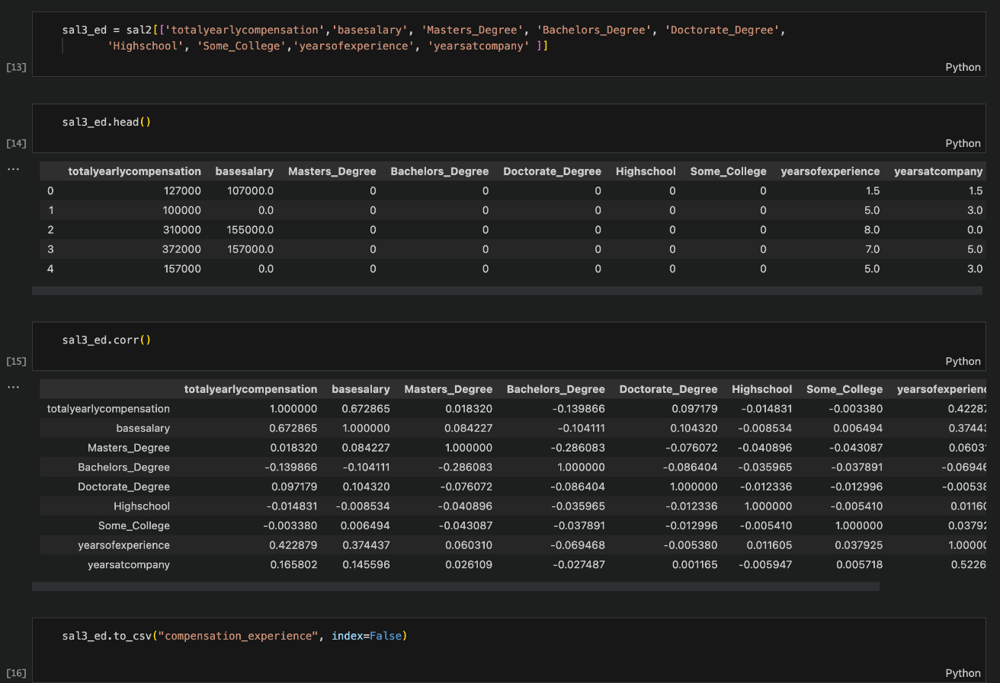 sal3_ed = sal2[['totalyearlycompensation','basesalary', 'Masters_Degree', 'Bachelors_Degree', 'Doctorate_Degree',
'Highschool', 'Some_College','yearsofexperience', 'yearsatcompany' ]]
[13]
Python
sal3_ed.head()
[14]
Python
...
totalyearlycompensation basesalary Masters_Degree Bachelors_Degree Doctorate_Degree Highschool Some_College yearsofexperience yearsatcompany
0 127000 107000.0 0 0 0 0 0 1.5 1.5
1 100000 0.0 0 0 0 0 0 5.0 3.0
2 310000 155000.0 0 0 0 0 0 8.0 0.0
3 372000 157000.0 0 0 0 0 0 7.0 5.0
4 157000 0.0 0 0 0 0 0 5.0 3.0
sal3_ed.corr()
[15]
Python
...
totalyearlycompensation basesalary Masters_Degree Bachelors_Degree Doctorate_Degree Highschool Some_College yearsofexperienc
totalyearlycompensation 1.000000 0.672865 0.018320 -0.139866 0.097179 -0.014831 -0.003380 0.42287
basesalary 0.672865 1.000000 0.084227 -0.104111 0.104320 -0.008534 0.006494 0.37443
Masters_Degree 0.018320 0.084227 1.000000 -0.286083 -0.076072 -0.040896 -0.043087 0.06031
Bachelors_Degree -0.139866 -0.104111 -0.286083 1.000000 -0.086404 -0.035965 -0.037891 -0.06946
Doctorate_Degree 0.097179 0.104320 -0.076072 -0.086404 1.000000 -0.012336 -0.012996 -0.00538
Highschool -0.014831 -0.008534 -0.040896 -0.035965 -0.012336 1.000000 -0.005410 0.01160
Some_College -0.003380 0.006494 -0.043087 -0.037891 -0.012996 -0.005410 1.000000 0.03792
yearsofexperience 0.422879 0.374437 0.060310 -0.069468 -0.005380 0.011605 0.037925 1.00000
yearsatcompany 0.165802 0.145596 0.026109 -0.027487 0.001165 -0.005947 0.005718 0.5226
sal3_ed.to_csv("compensation_experience", index=False)
[16]
Python